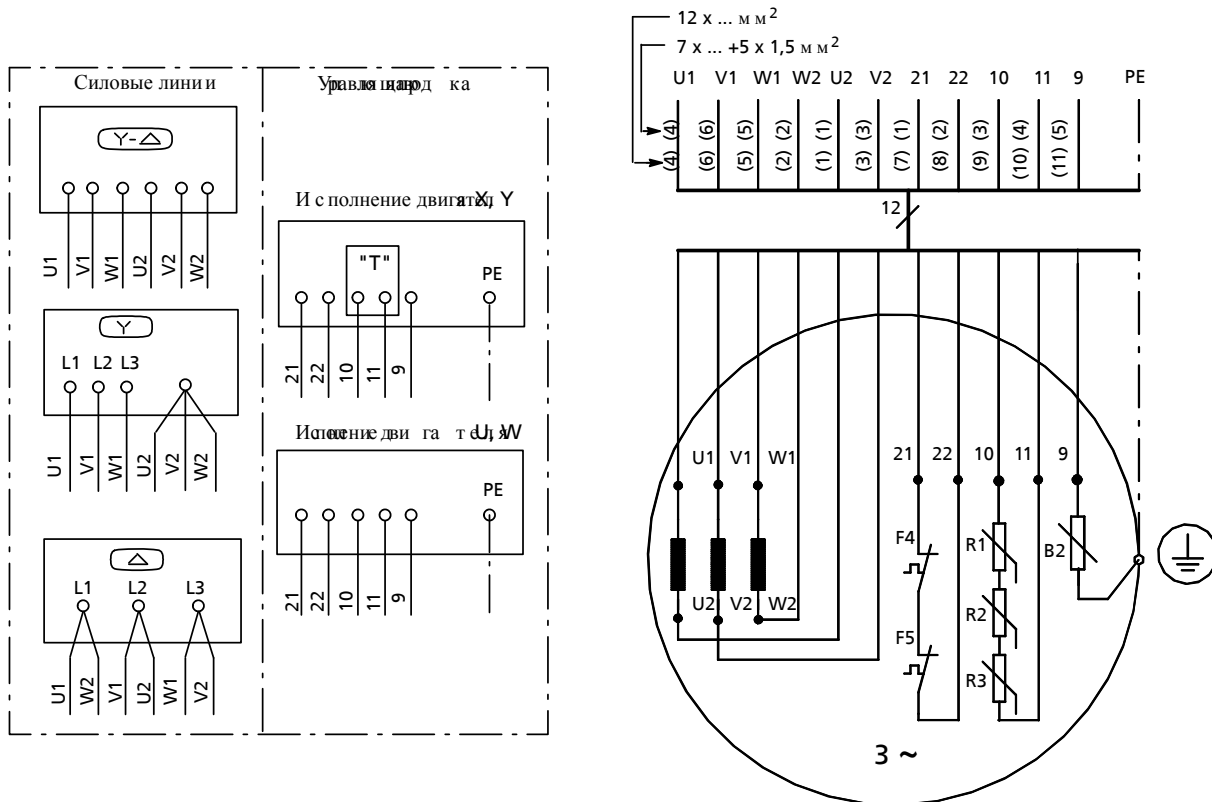 12 x ... мм²
7 x ... +5 x 1,5 мм²
U1 V1 W1 W2 U2 V2 21 22 10 11 9 PE
(4) (6) (5) (2) (1) (3) (1) (2) (3) (4) (5)
(4) (6) (5) (2) (1) (3) (7) (8) (9) (10) (11)
12
Силовые линии
Y-△
U1 V1 W1 U2 V2 W2
Y
L1 L2 L3
U1 V1 W1 U2 V2 W2
△
L1 L2 L3
U1 W2 V1 U2 W1 V2
Исполнение X, Y
"T"
PE
21 22 10 11 9
U, W
PE
21 22 10 11 9
U1 V1 W1 21 22 10 11 9
F4 R1 B2
U2 V2 W2 R2
F5 R3
3 ~